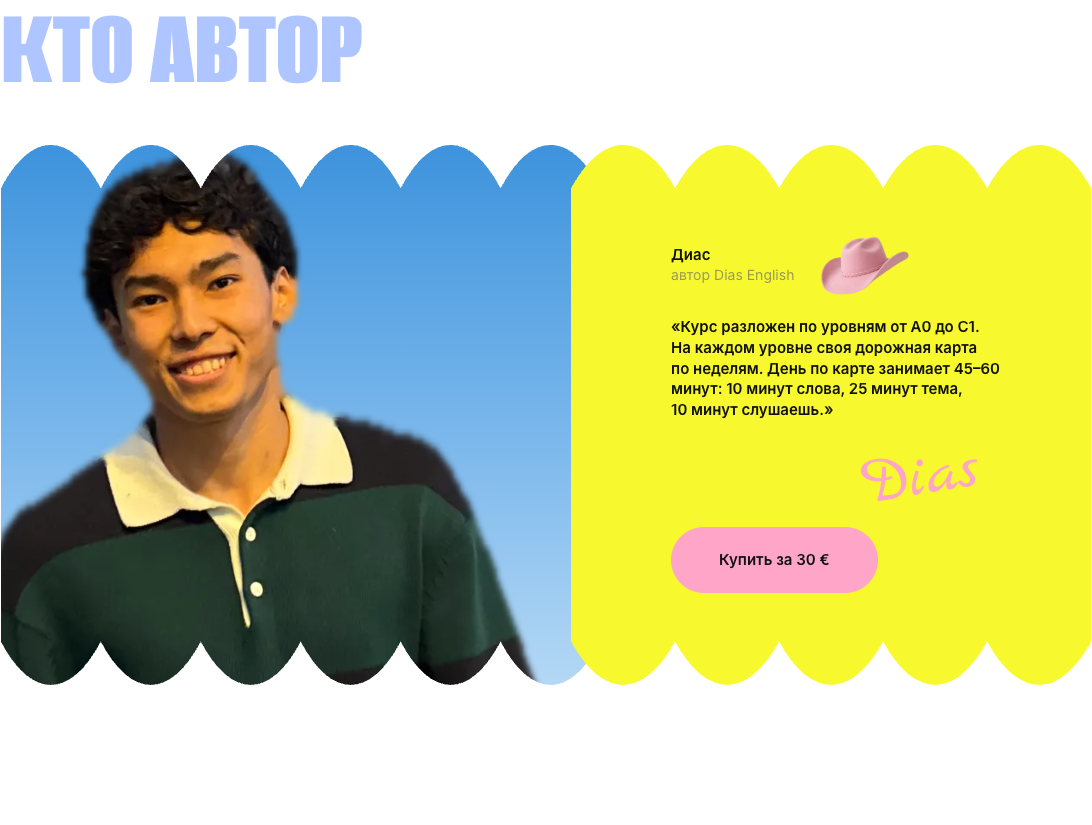 КТО АВТОР
Диас
автор Dias English
«Курс разложен по уровням от A0 до C1.
На каждом уровне своя дорожная карта
по неделям. День по карте занимает 45–60
минут: 10 минут слова, 25 минут тема,
10 минут слушаешь.»
Dias
Купить за 30 €